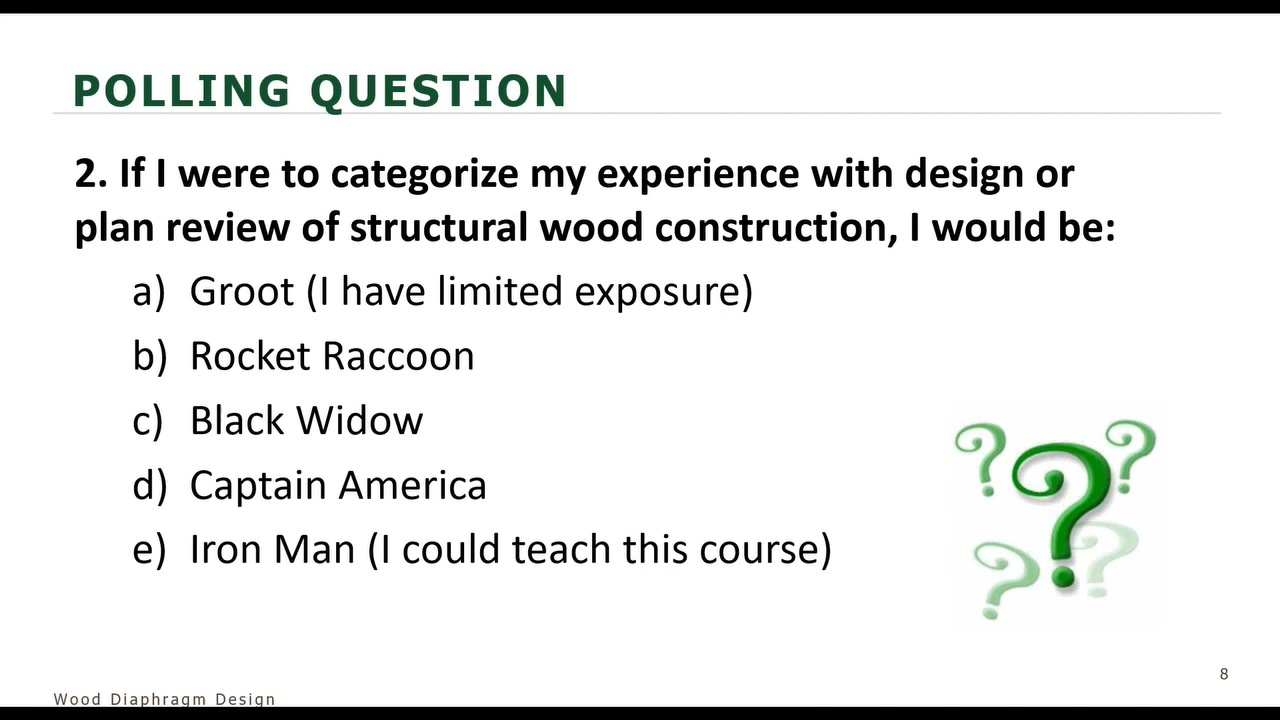 POLLING QUESTION
2. If I were to categorize my experience with design or
plan review of structural wood construction, I would be:
a) Groot (I have limited exposure)
b) Rocket Raccoon
c) Black Widow
d) Captain America
e) Iron Man (I could teach this course)
8
Wood Diaphragm Design